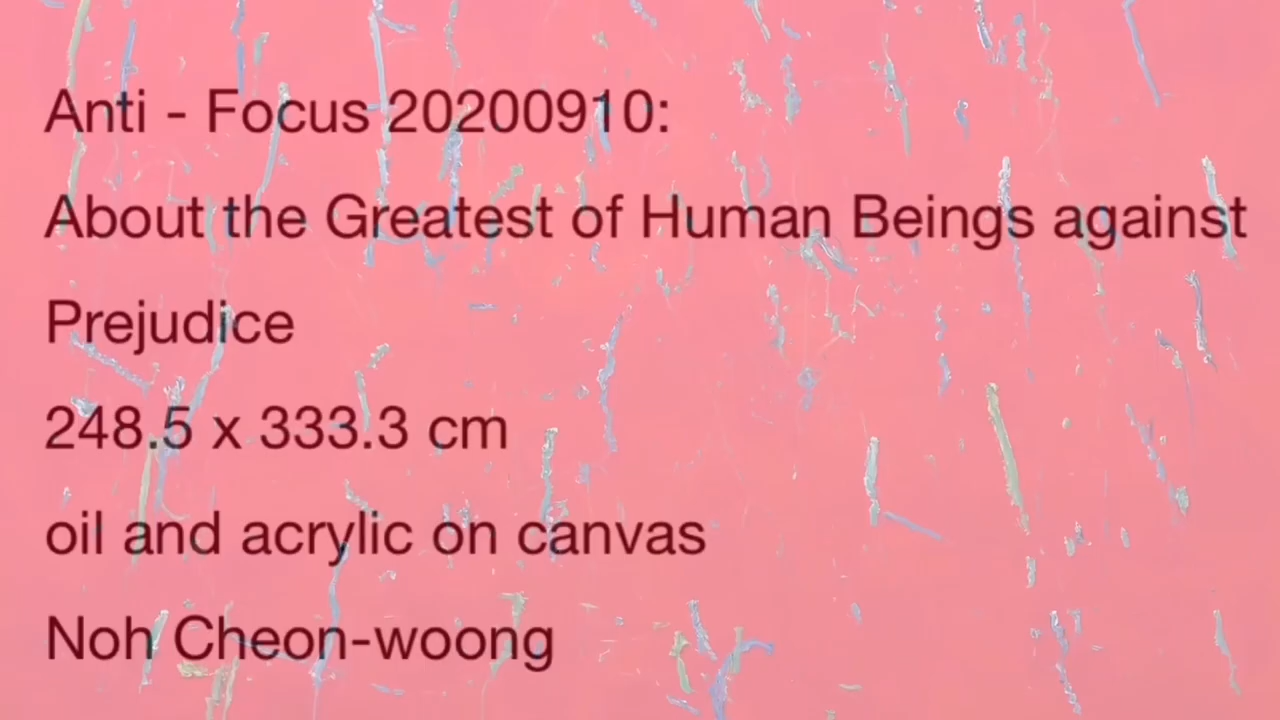 Anti - Focus 20200910:
About the Greatest of Human Beings against
Prejudice
248.5 x 333.3 cm
oil and acrylic on canvas
Noh Cheon-woong